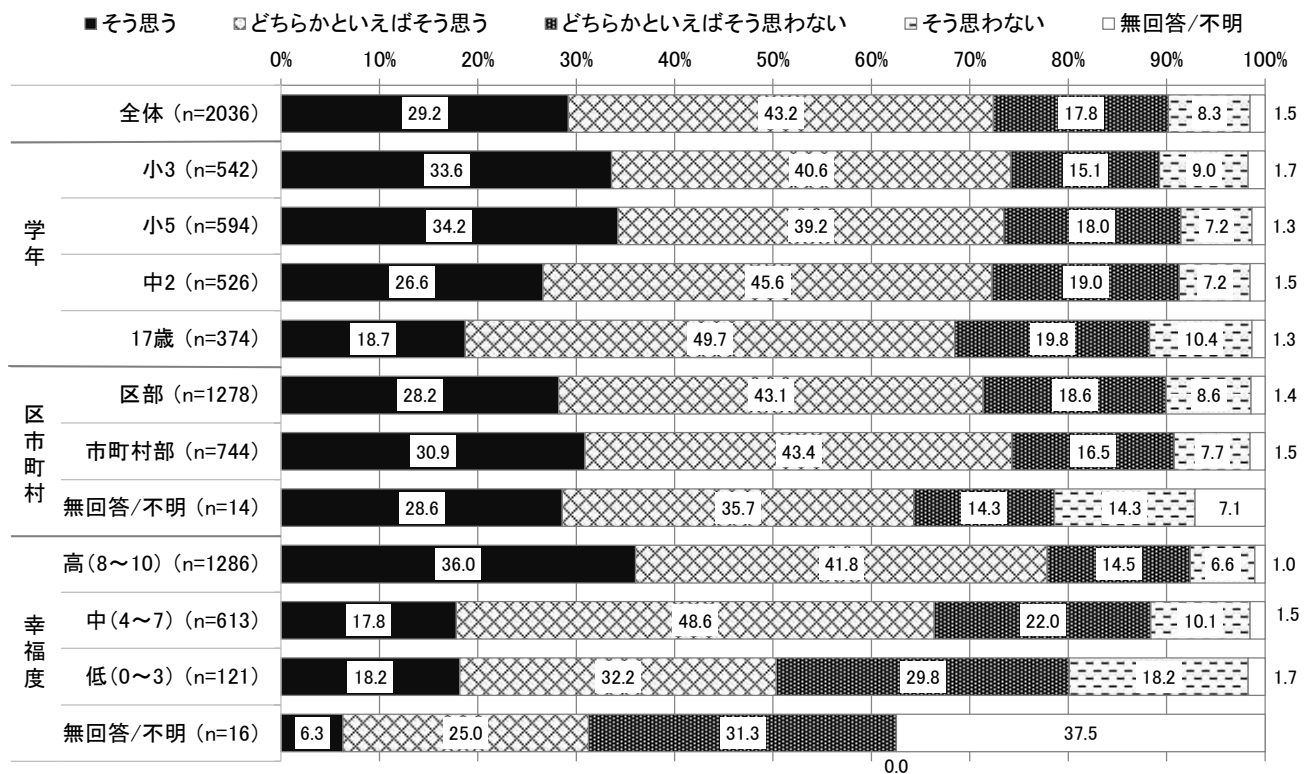 ■そう思う □どちらかといえばそう思う ■どちらかといえばそう思わない □そう思わない □無回答/不明
0% 10% 20% 30% 40% 50% 60% 70% 80% 90% 100%
全体 (n=2036) 29.2 43.2 17.8 8.3 1.5
学年
小3 (n=542) 33.6 40.6 15.1 9.0 1.7
小5 (n=594) 34.2 39.2 18.0 7.2 1.3
中2 (n=526) 26.6 45.6 19.0 7.2 1.5
17歳 (n=374) 18.7 49.7 19.8 10.4 1.3
区市町村
区部 (n=1278) 28.2 43.1 18.6 8.6 1.4
市町村部 (n=744) 30.9 43.4 16.5 7.7 1.5
無回答/不明 (n=14) 28.6 35.7 14.3 14.3 7.1
幸福度
高(8～10) (n=1286) 36.0 41.8 14.5 6.6 1.0
中(4～7) (n=613) 17.8 48.6 22.0 10.1 1.5
低(0～3) (n=121) 18.2 32.2 29.8 18.2 1.7
無回答/不明 (n=16) 6.3 25.0 31.3 37.5
0.0